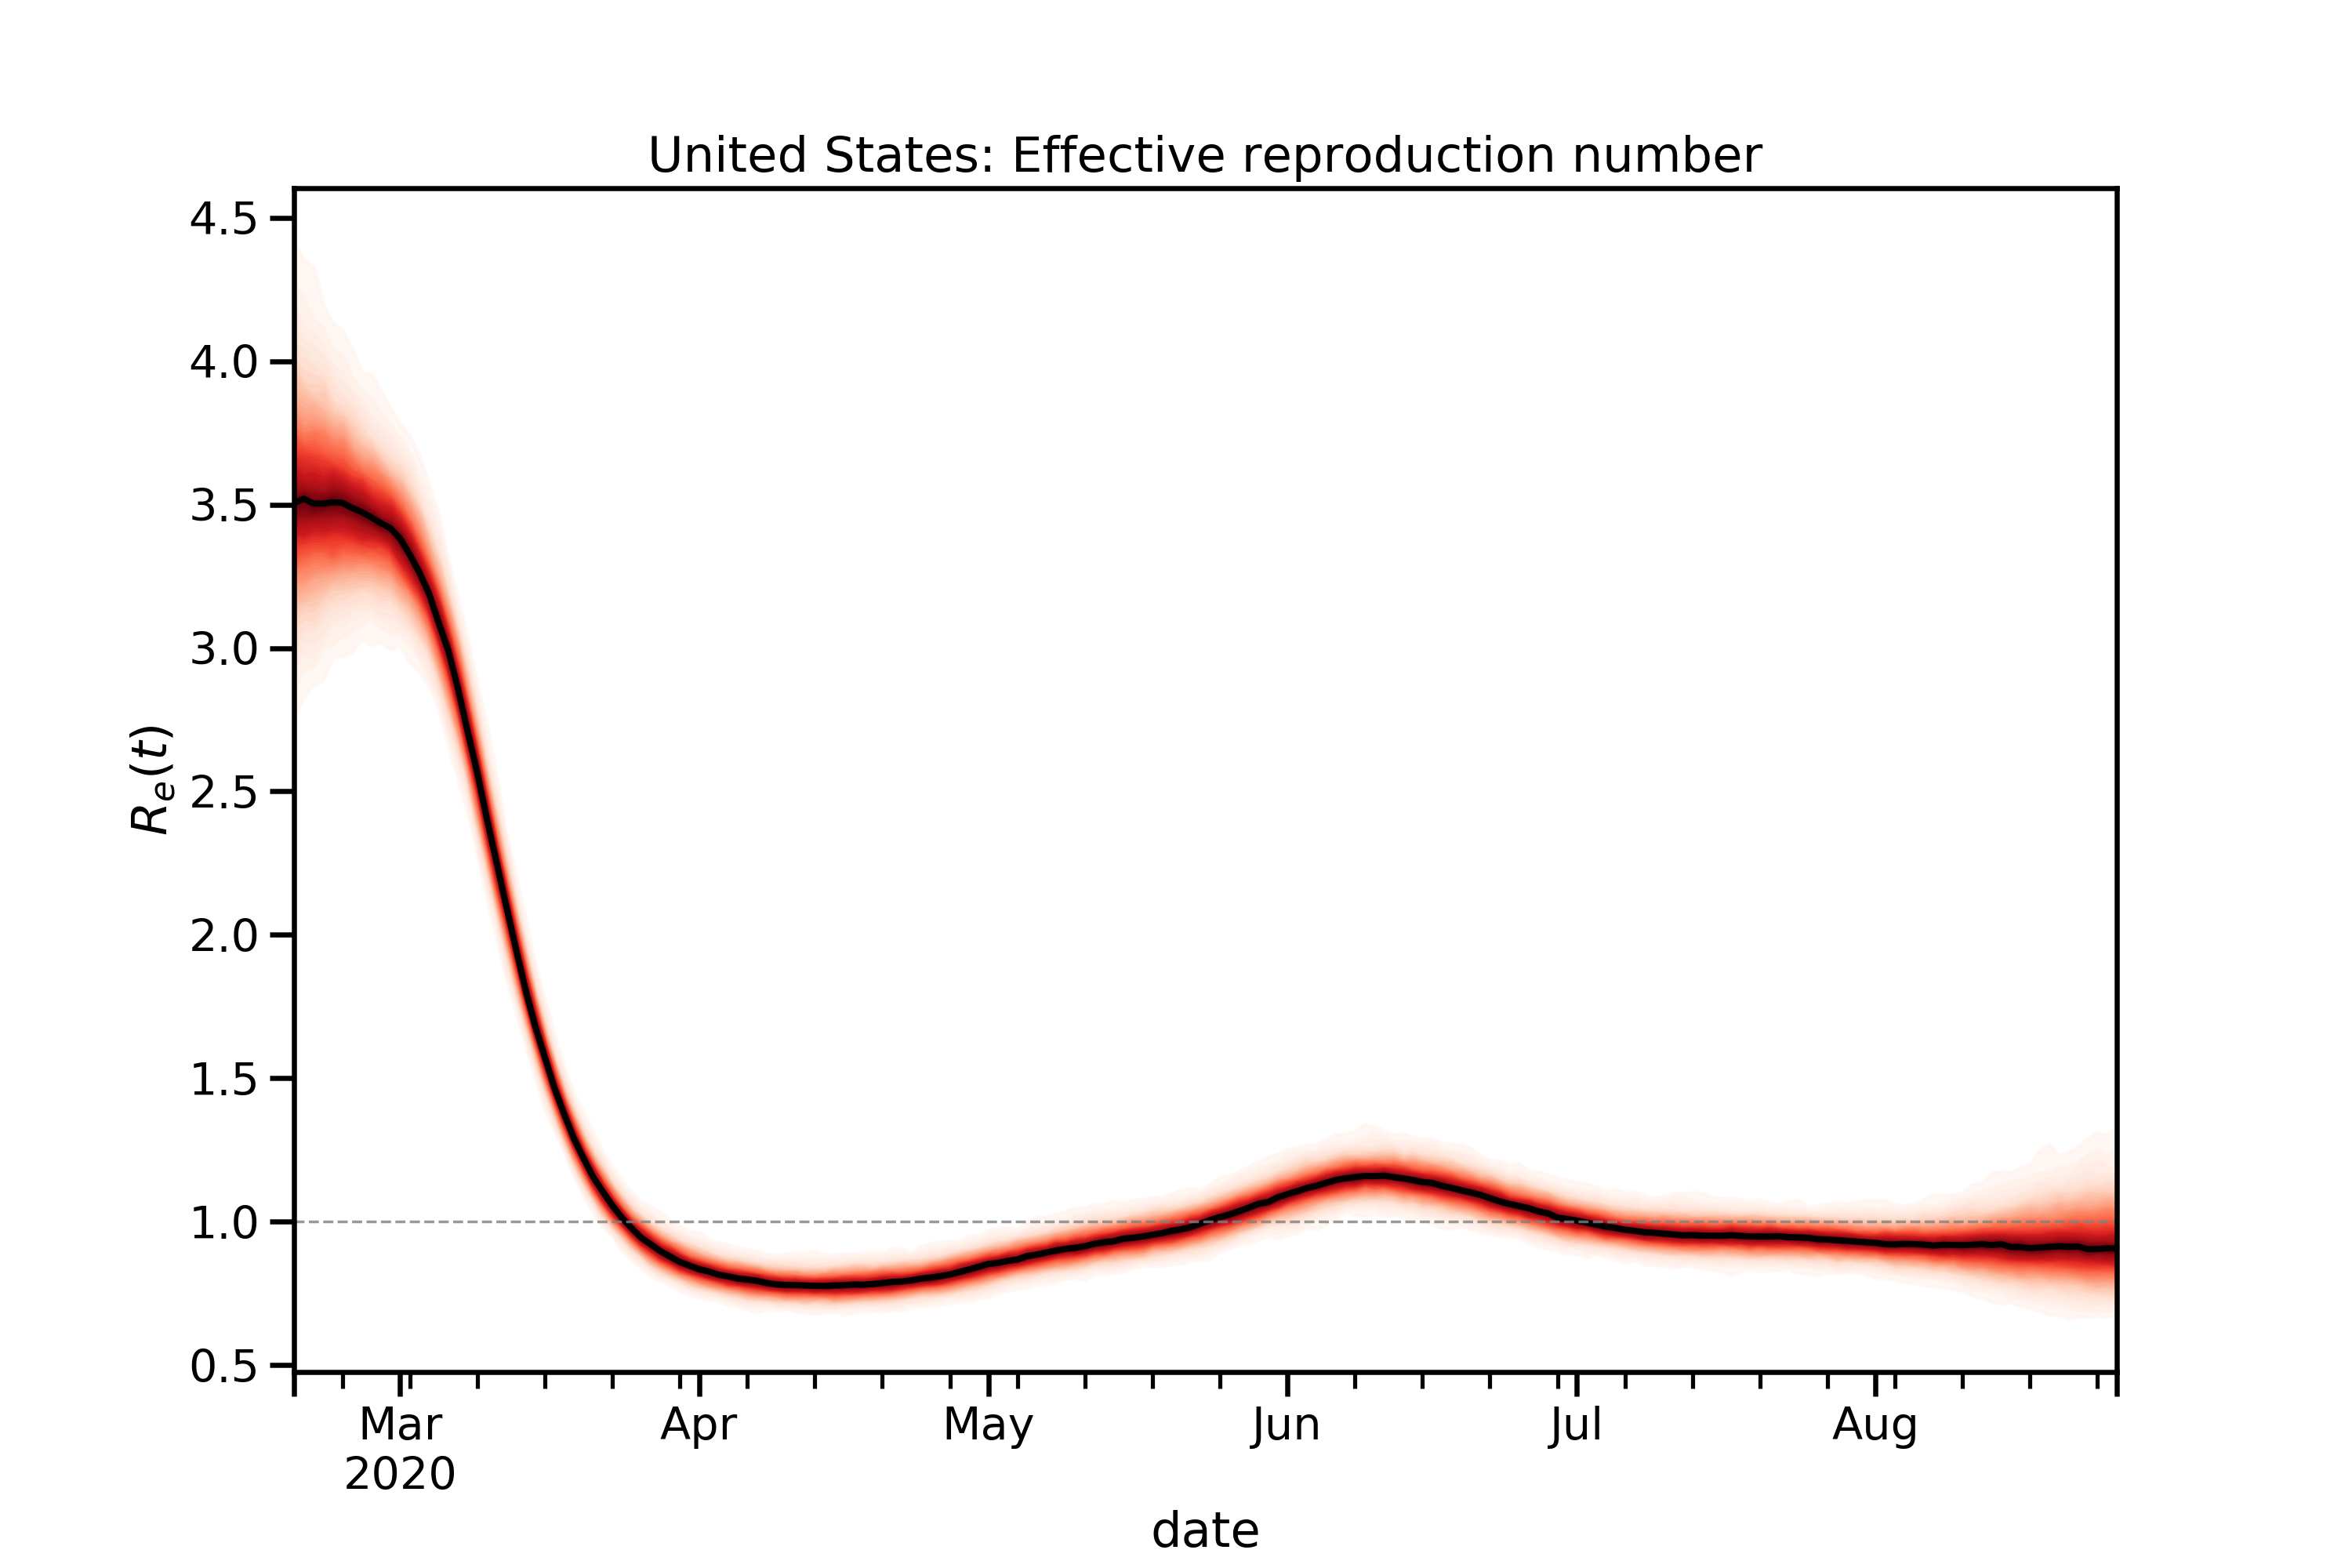 United States: Effective reproduction number
4.5
4.0
3.5
3.0
2.5
2.0
1.5
1.0
0.5
Rₑ(t)
Mar Apr May Jun Jul Aug
2020
date